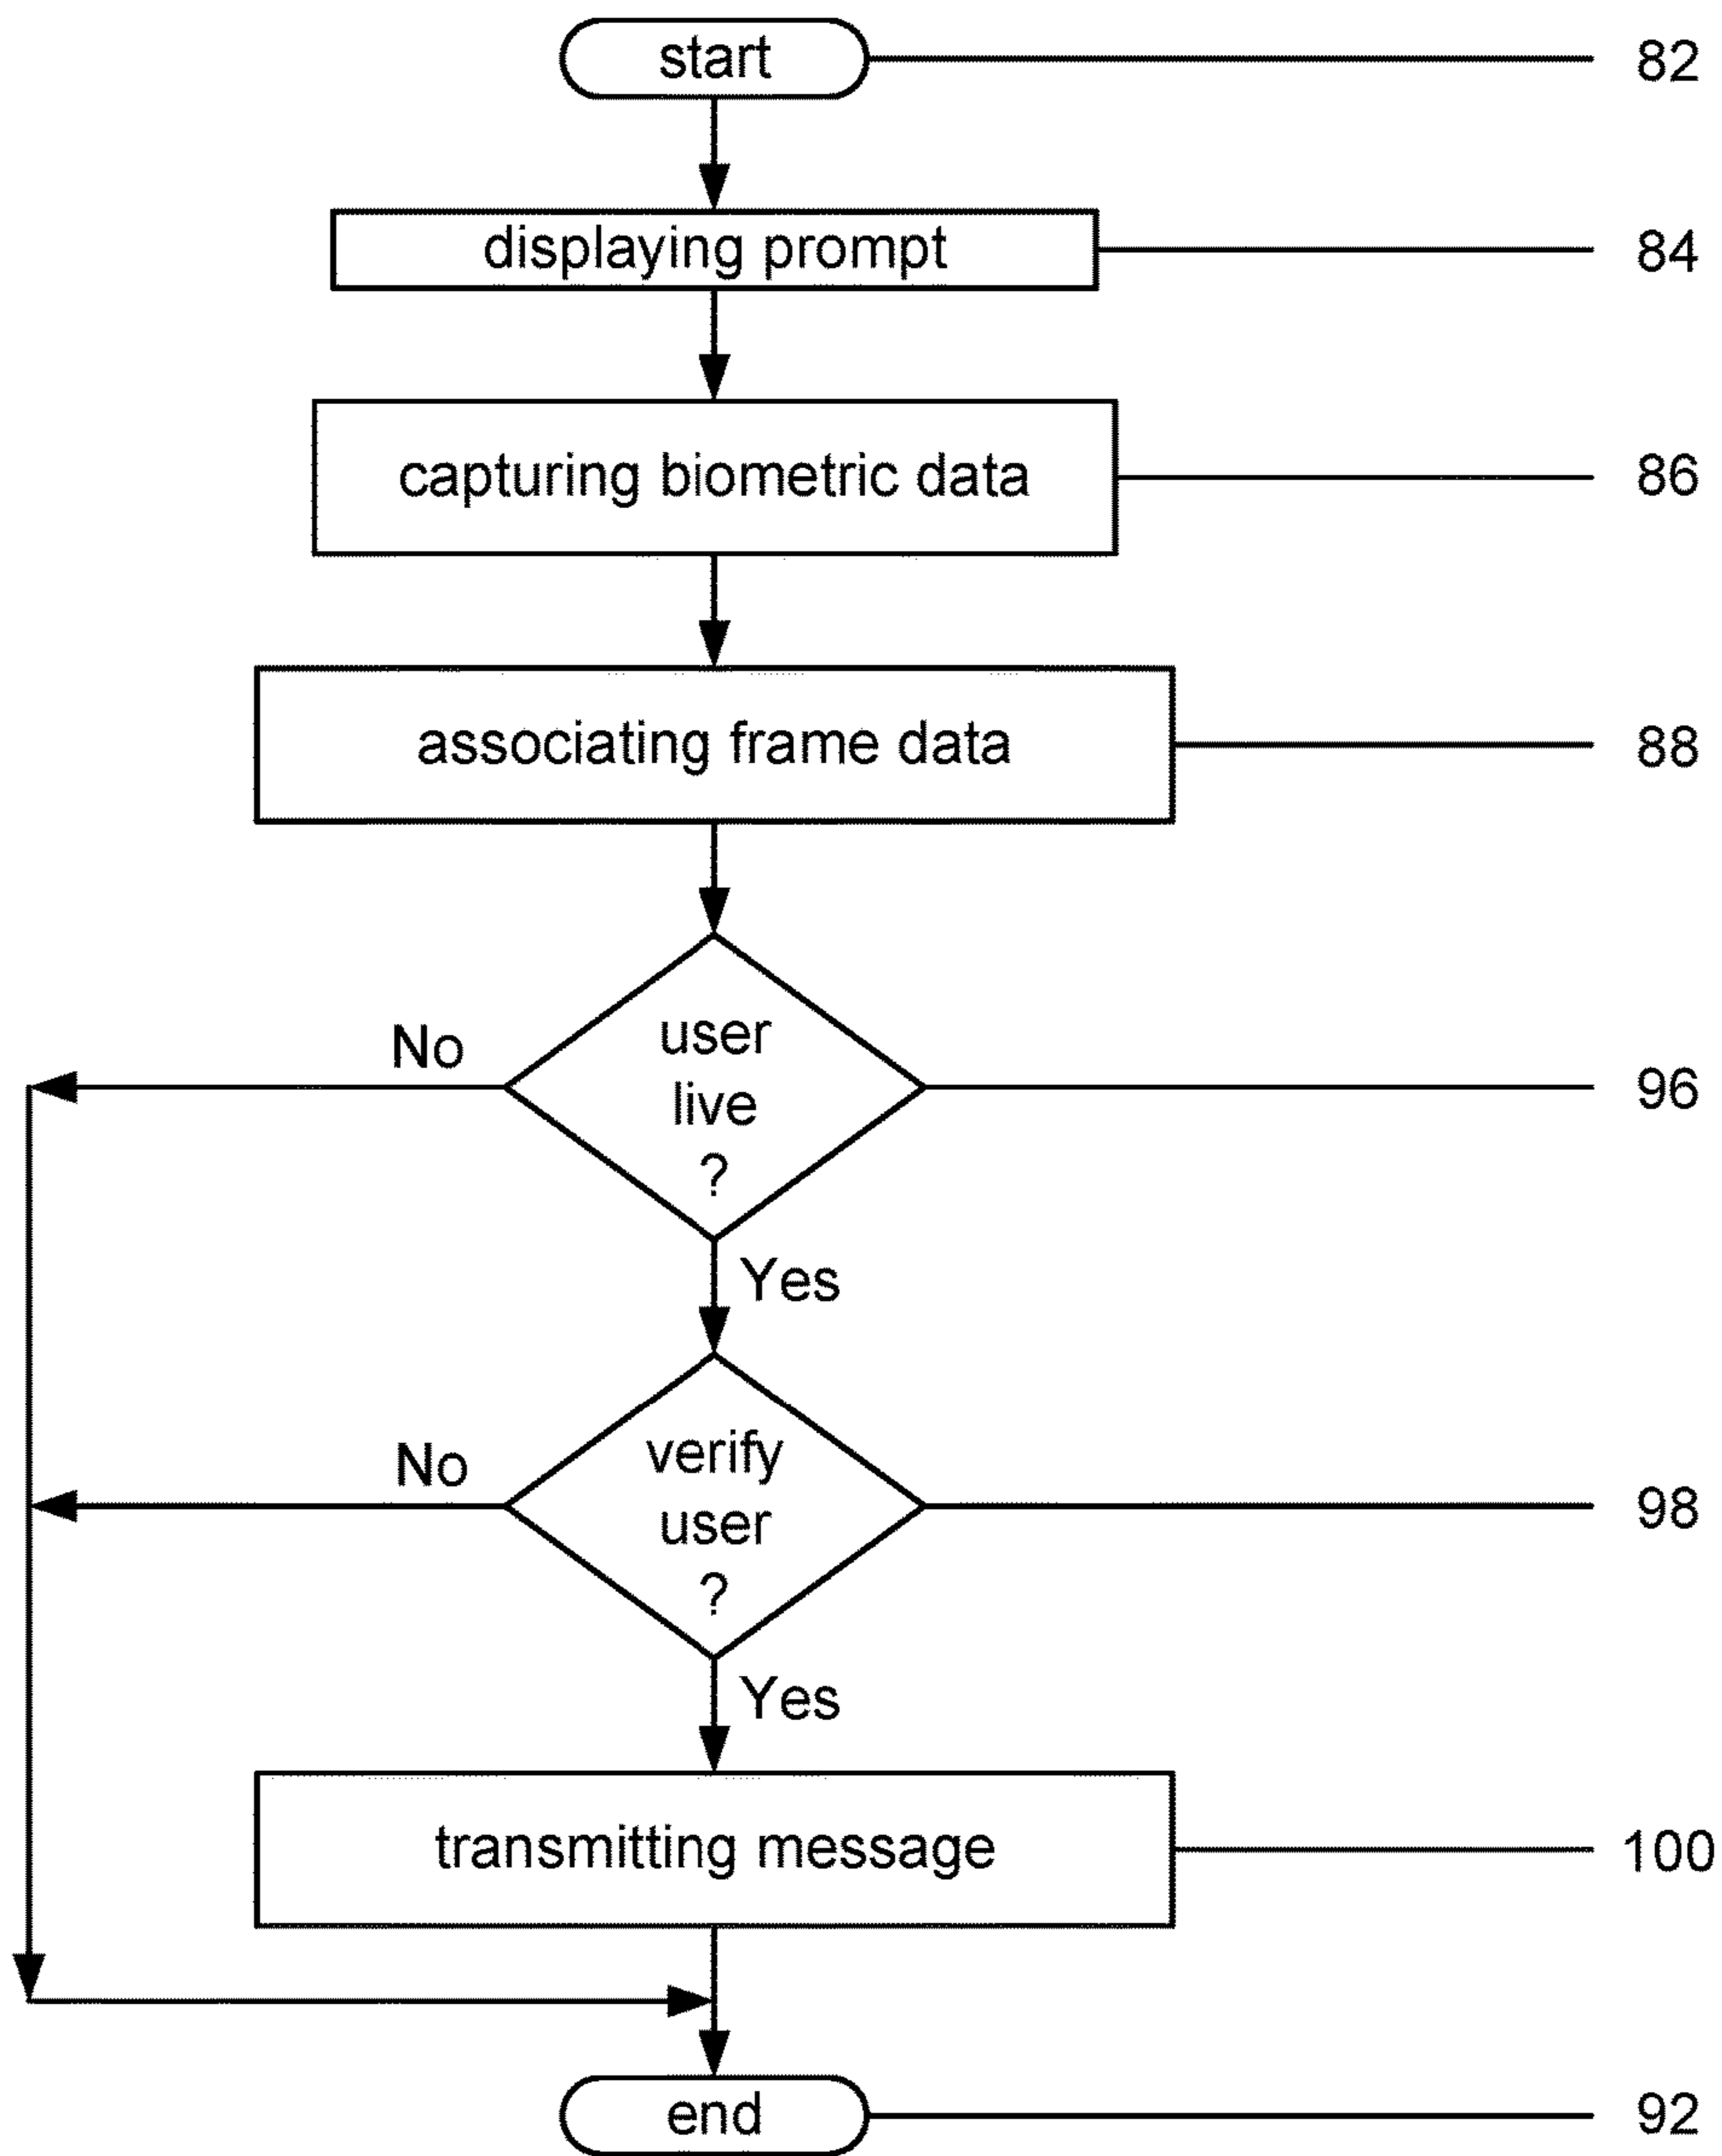 start 82
displaying prompt 84
capturing biometric data 86
associating frame data 88
No
user
live
?
96
Yes
No
verify
user
?
98
Yes
transmitting message 100
end 92